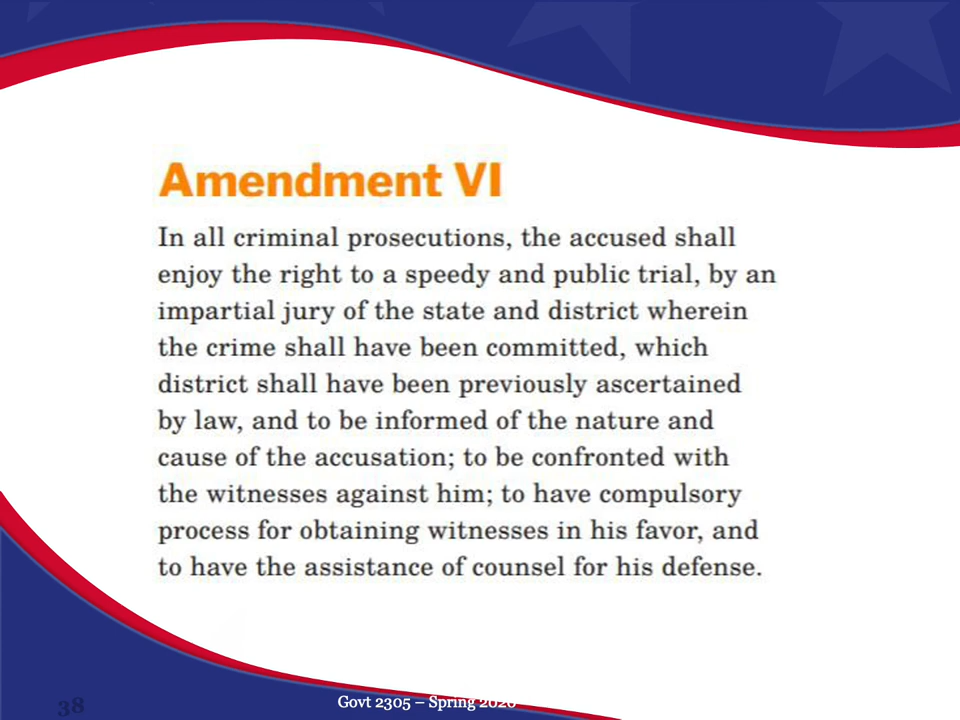 Amendment VI
In all criminal prosecutions, the accused shall
enjoy the right to a speedy and public trial, by an
impartial jury of the state and district wherein
the crime shall have been committed, which
district shall have been previously ascertained
by law, and to be informed of the nature and
cause of the accusation; to be confronted with
the witnesses against him; to have compulsory
process for obtaining witnesses in his favor, and
to have the assistance of counsel for his defense.
38
Govt 2305 – Spring 2020